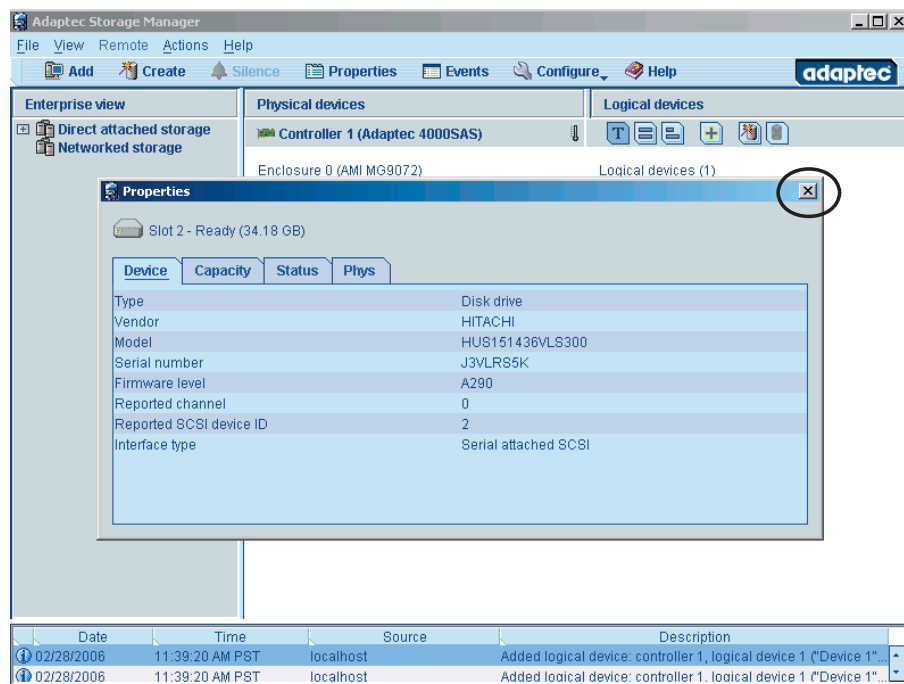 Adaptec Storage Manager
File View Remote Actions Help
Add Create Silence Properties Events Configure Help adaptec
Enterprise view Physical devices Logical devices
Direct attached storage
Networked storage
Controller 1 (Adaptec 4000SAS)
Enclosure 0 (AMI MG9072) Logical devices (1)
Properties
Slot 2 - Ready (34.18 GB)
Device Capacity Status Phys
Type Disk drive
Vendor HITACHI
Model HUS151436VLS300
Serial number J3VLRS5K
Firmware level A290
Reported channel 0
Reported SCSI device ID 2
Interface type Serial attached SCSI
Date Time Source Description
02/28/2006 11:39:20 AM PST localhost Added logical device: controller 1, logical device 1 ("Device 1"...
02/28/2006 11:39:20 AM PST localhost Added logical device: controller 1, logical device 1 ("Device 1"...